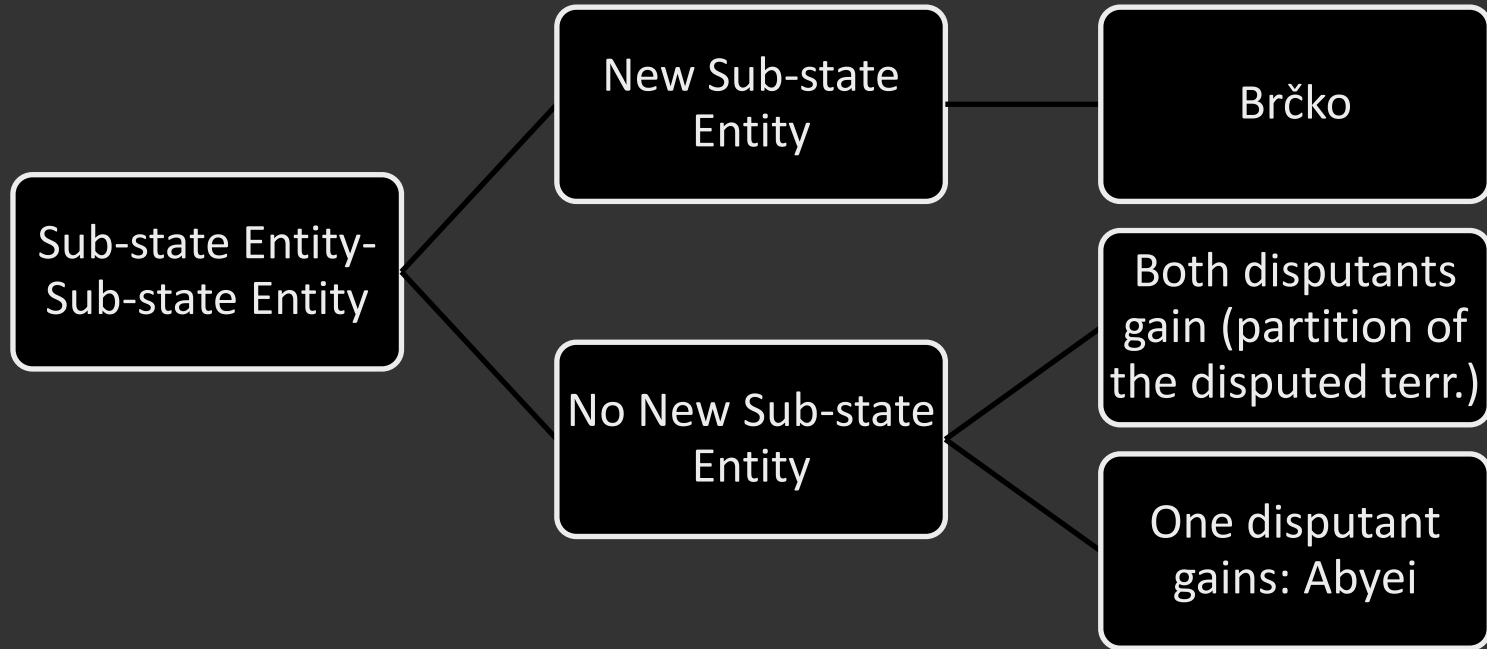 Sub-state Entity-
Sub-state Entity
New Sub-state
Entity
Brčko
No New Sub-state
Entity
Both disputants
gain (partition of
the disputed terr.)
One disputant
gains: Abyei